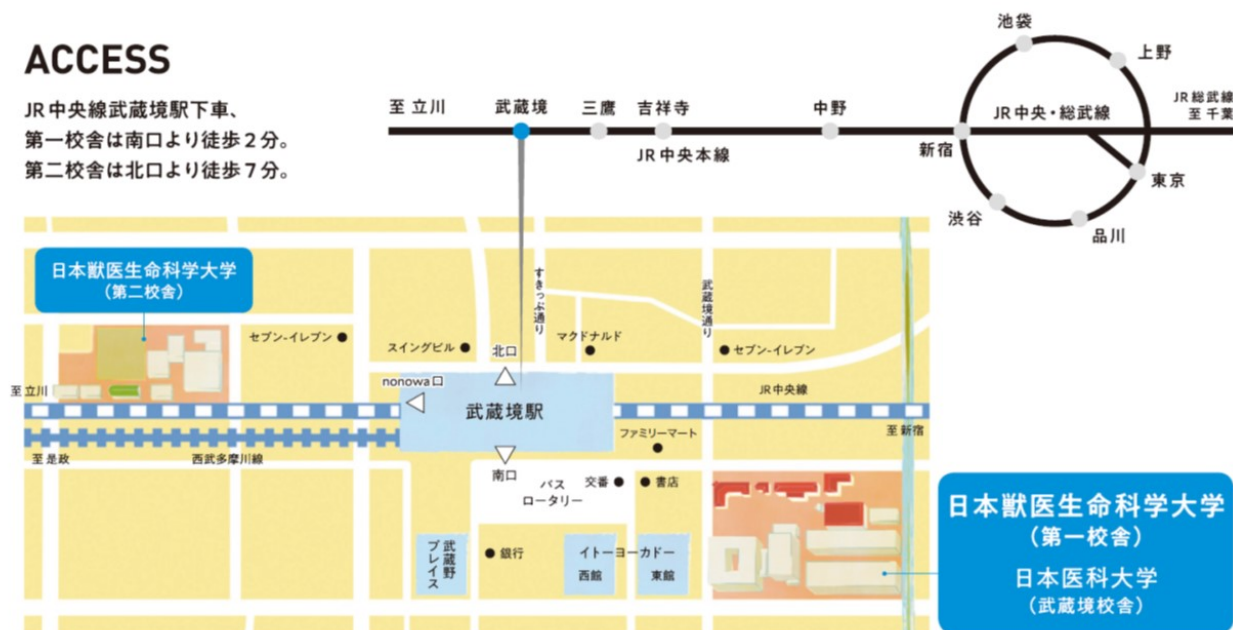 ACCESS
JR中央線武蔵境駅下車、
第一校舎は南口より徒歩2分。
第二校舎は北口より徒歩7分。
至 立川
武蔵境
三鷹
吉祥寺
JR中央本線
中野
新宿
池袋
上野
JR中央・総武線
JR総武線
至 千葉
東京
渋谷
品川
日本獣医生命科学大学
(第二校舎)
セブン-イレブン
スイングビル
北口
すきっぷ通り
マクドナルド
武蔵境通り
セブン-イレブン
至 立川
nonowa口
武蔵境駅
JR中央線
至 新宿
至 是政
西武多摩川線
ファミリーマート
南口
バス
ロータリー
交番
書店
武蔵野
プレイス
銀行
イトーヨーカドー
西館
東館
日本獣医生命科学大学
(第一校舎)
日本医科大学
(武蔵境校舎)